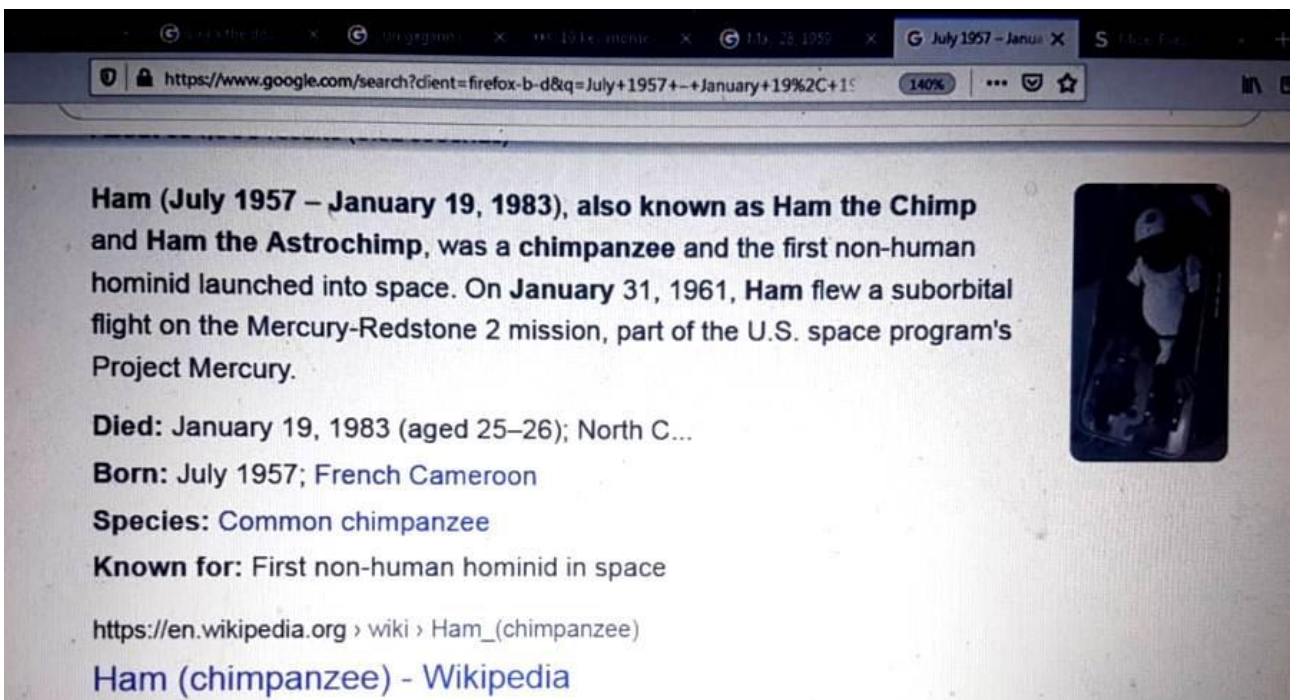 May 28, 1959
July 1957 – Janua
https://www.google.com/search?client=firefox-b-d&q=July+1957+–+January+19%2C+19
140%
Ham (July 1957 – January 19, 1983), also known as Ham the Chimp
and Ham the Astrochimp, was a chimpanzee and the first non-human
hominid launched into space. On January 31, 1961, Ham flew a suborbital
flight on the Mercury-Redstone 2 mission, part of the U.S. space program's
Project Mercury.
Died: January 19, 1983 (aged 25–26); North C...
Born: July 1957; French Cameroon
Species: Common chimpanzee
Known for: First non-human hominid in space
https://en.wikipedia.org › wiki › Ham_(chimpanzee)
Ham (chimpanzee) - Wikipedia